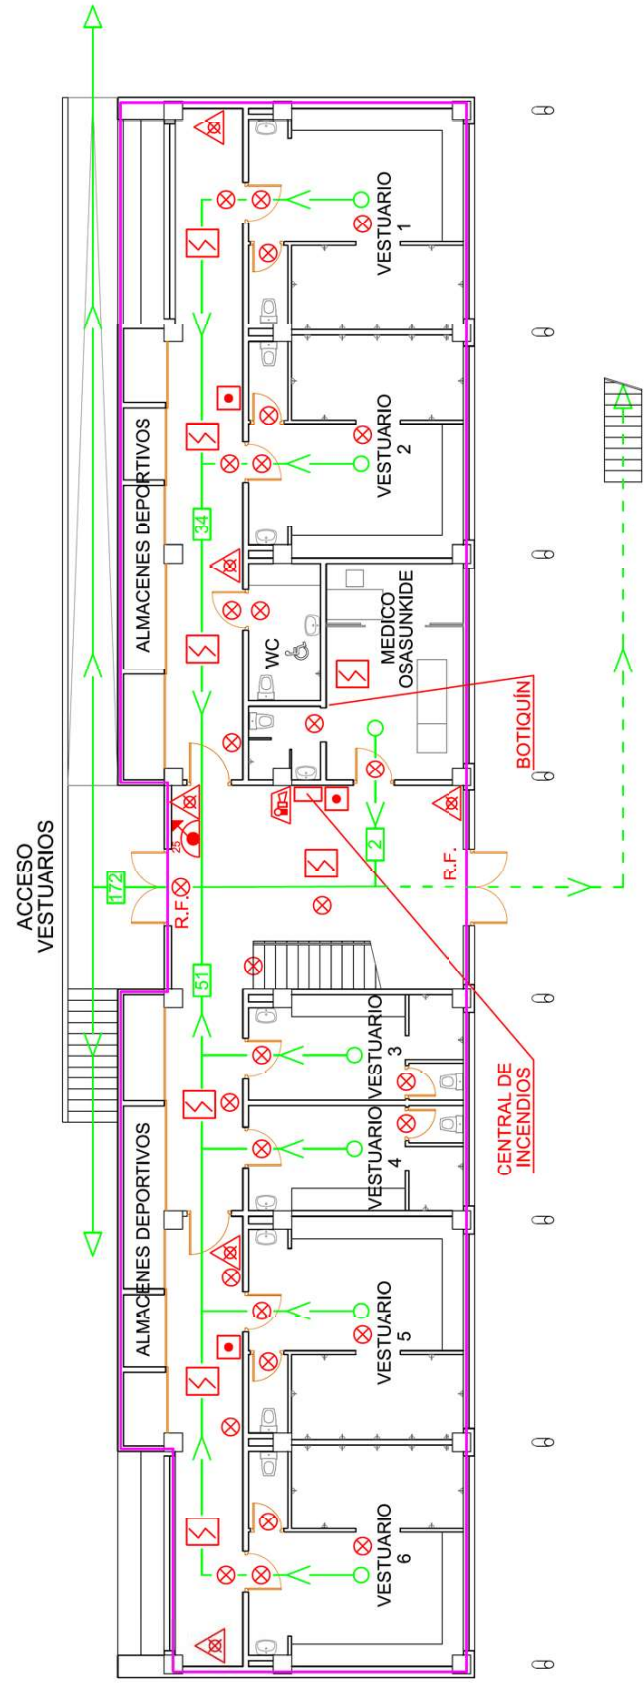 ACCESO
VESTUARIOS
ALMACENES DEPORTIVOS
ALMACENES DEPORTIVOS
172
R.F.
25
51
34
2
R.F.
VESTUARIO
1
VESTUARIO
2
WC
MEDICO
OSASUNKIDE
BOTIQUÍN
VESTUARIO
3
VESTUARIO
4
VESTUARIO
5
VESTUARIO
6
CENTRAL DE
INCENDIOS